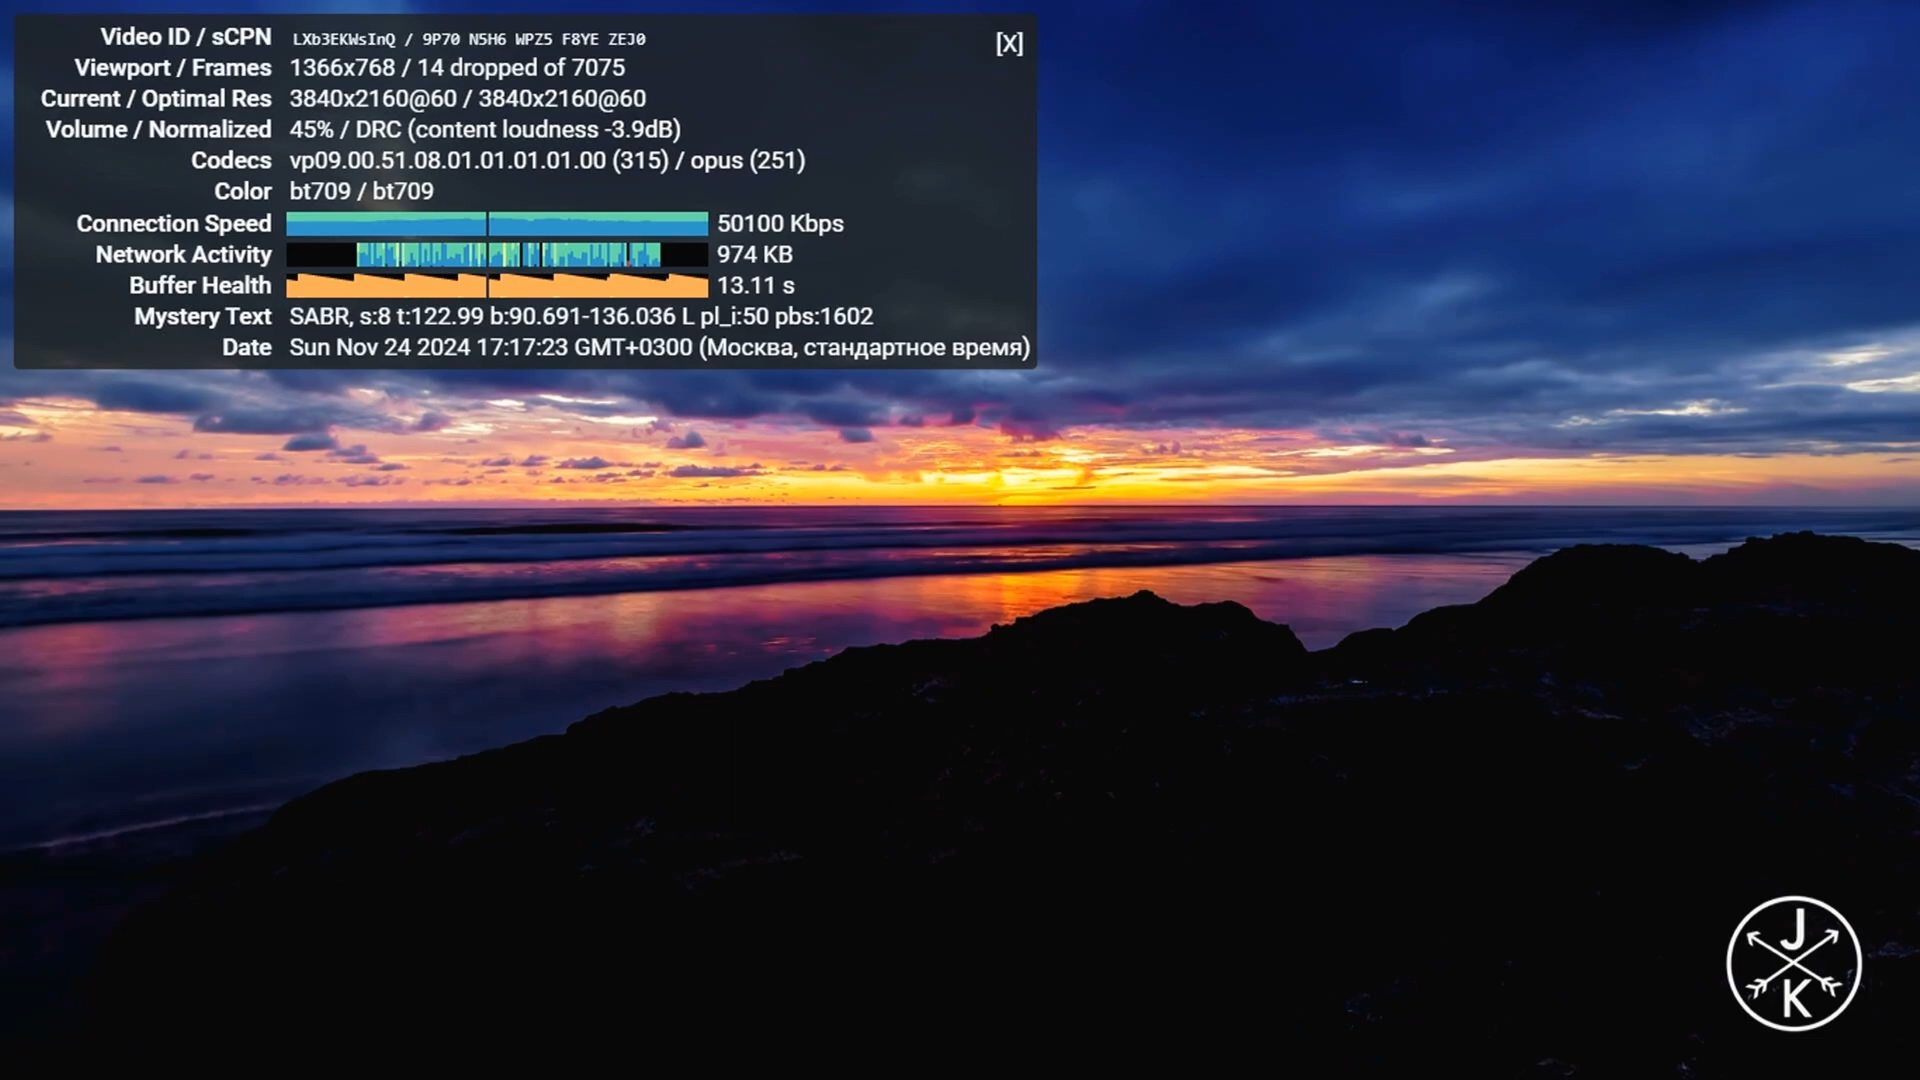 Video ID / sCPN LXb3EKWsInQ / 9P70 N5H6 WPZ5 F8YE ZEJ0
[X]
Viewport / Frames 1366x768 / 14 dropped of 7075
Current / Optimal Res 3840x2160@60 / 3840x2160@60
Volume / Normalized 45% / DRC (content loudness -3.9dB)
Codecs vp09.00.51.08.01.01.01.01.00 (315) / opus (251)
Color bt709 / bt709
Connection Speed 50100 Kbps
Network Activity 974 KB
Buffer Health 13.11 s
Mystery Text SABR, s:8 t:122.99 b:90.691-136.036 L pl_i:50 pbs:1602
Date Sun Nov 24 2024 17:17:23 GMT+0300 (Москва, стандартное время)
J
K